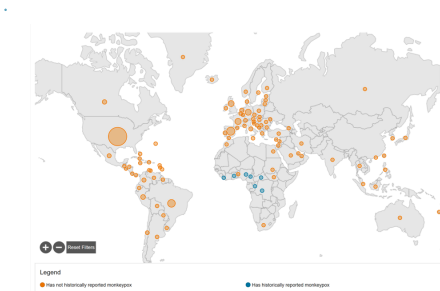 Reset Filters
Legend
Has not historically reported monkeypox
Has historically reported monkeypox